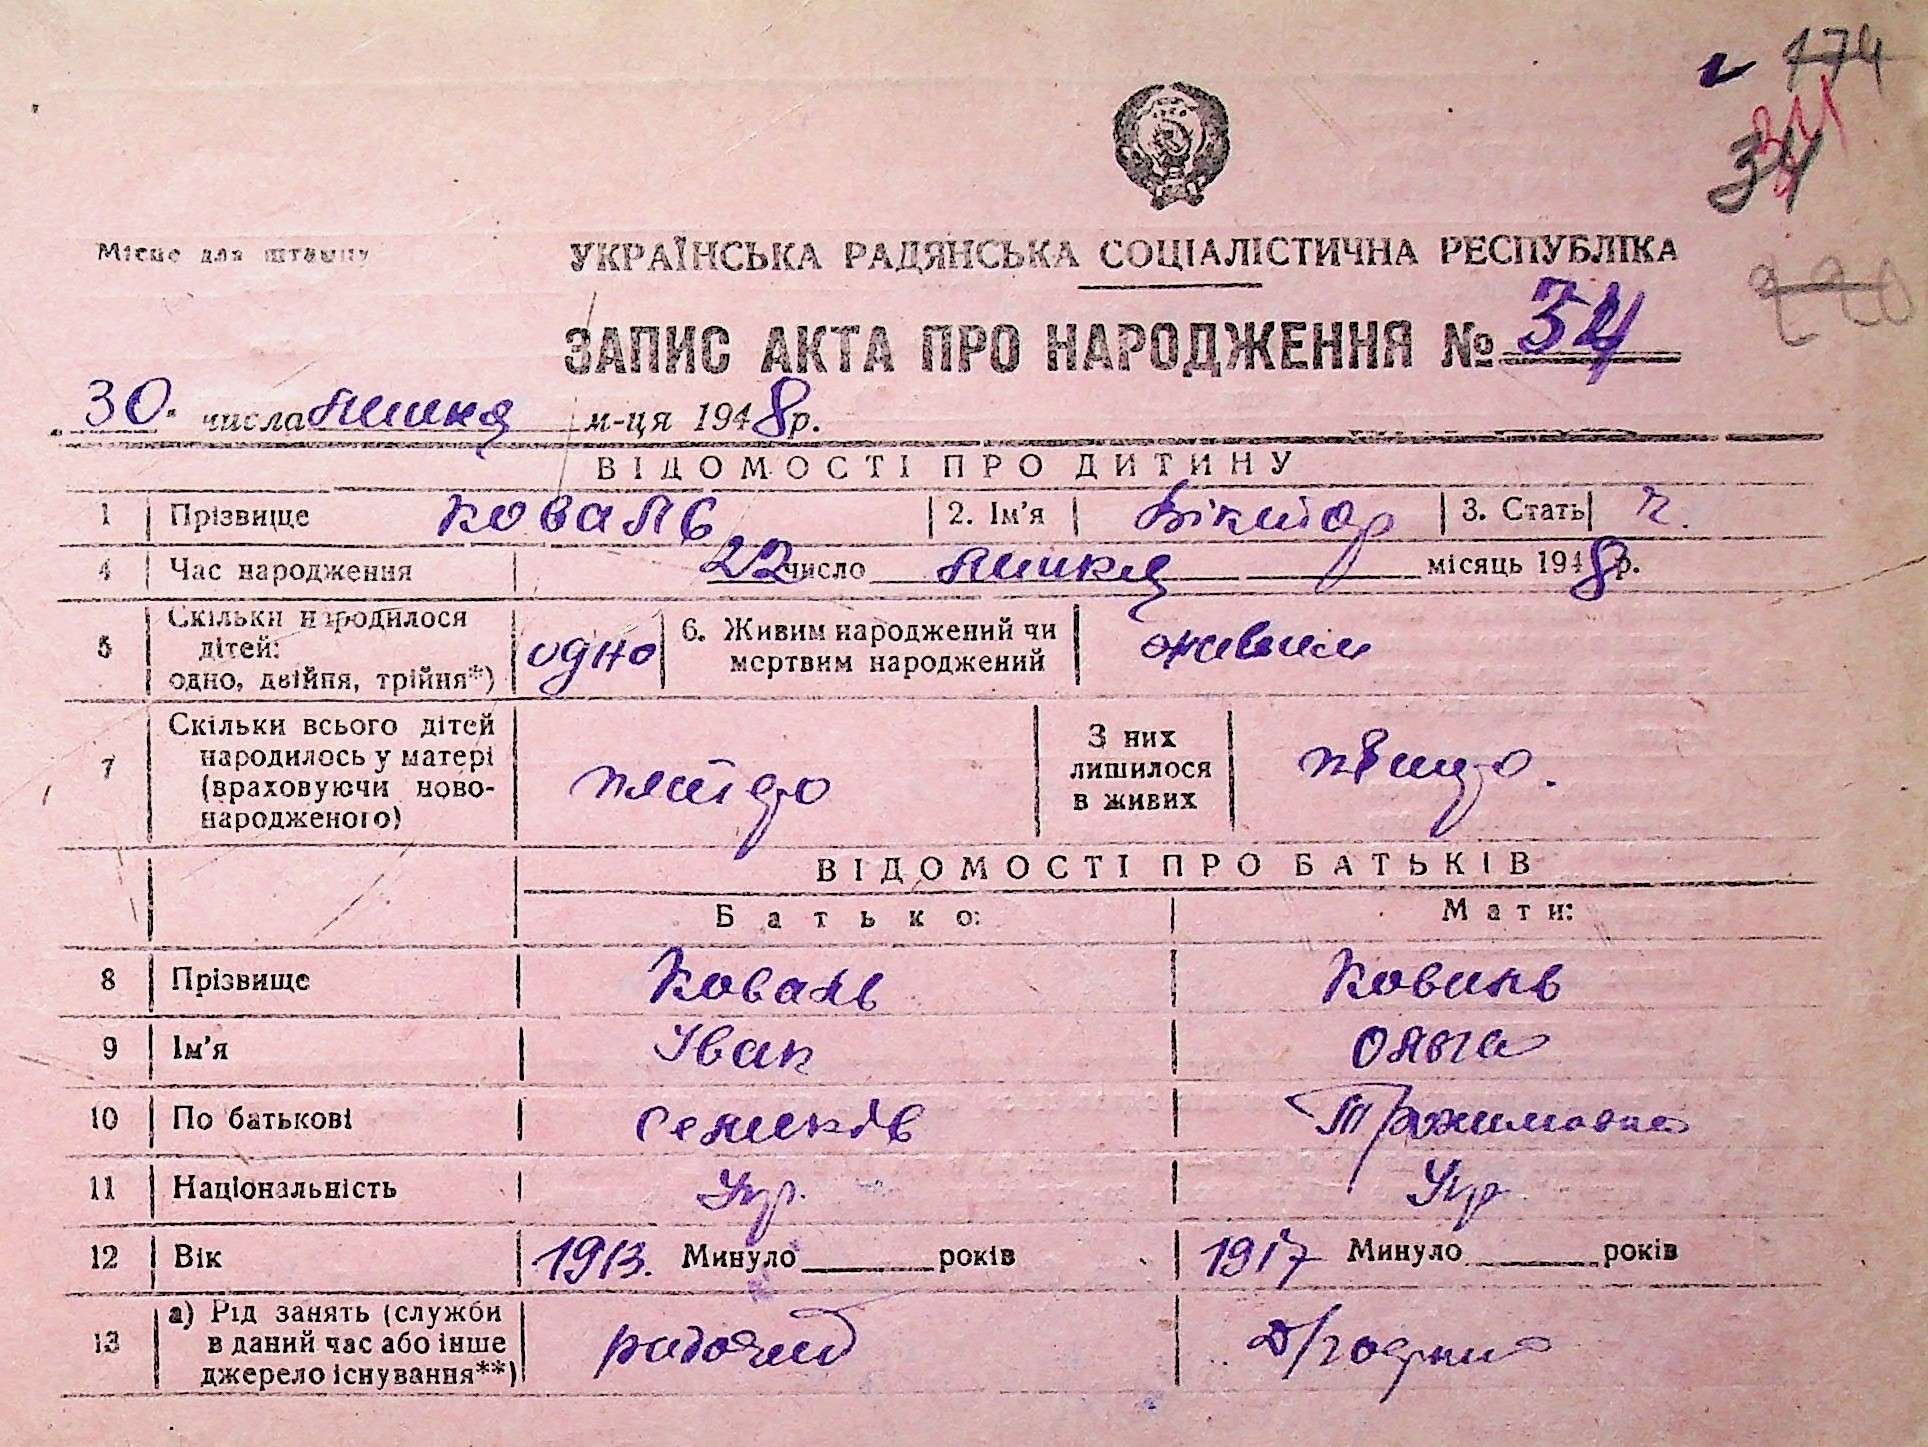 174
34
Місце для штампу
УКРАЇНСЬКА РАДЯНСЬКА СОЦІАЛІСТИЧНА РЕСПУБЛІКА
220
ЗАПИС АКТА ПРО НАРОДЖЕННЯ № 34
30. числа липня м-ця 1948 р.
ВІДОМОСТІ ПРО ДИТИНУ
1 Прізвище Коваль 2. Ім'я Віктор 3. Стать ч.
4 Час народження 22 число липня місяць 1948 р.
5 Скільки народилося дітей: одно, двійня, трійня*) одно 6. Живим народжений чи мертвим народжений живим
7 Скільки всього дітей народилось у матері (враховуючи новонародженого) З них лишилося в живих
ВІДОМОСТІ ПРО БАТЬКІВ
Батько: Мати:
8 Прізвище Коваль Коваль
9 Ім'я Іван Ольга
10 По батькові
11 Національність Укр. Укр
12 Вік 1913. Минуло років 1917 Минуло років
13 а) Рід занять (служби в даний час або інше джерело існування**) рабочий